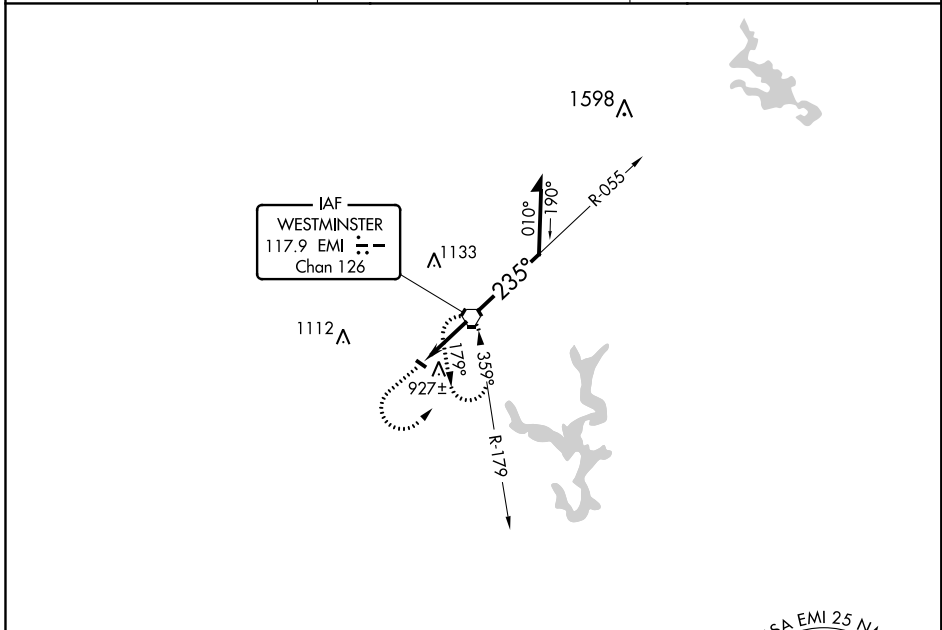 1598
R-055
190°
010°
IAF
WESTMINSTER
117.9 EMI
Chan 126
1133
235°
1112
179°
359°
927±
R-179
SA EMI 25 N